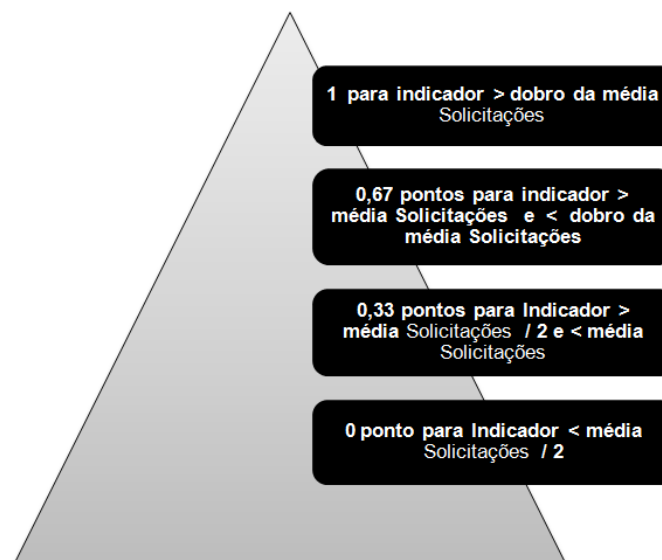 1 para indicador > dobro da média
Solicitações
0,67 pontos para indicador >
média Solicitações e < dobro da
média Solicitações
0,33 pontos para Indicador >
média Solicitações / 2 e < média
Solicitações
0 ponto para Indicador < média
Solicitações / 2